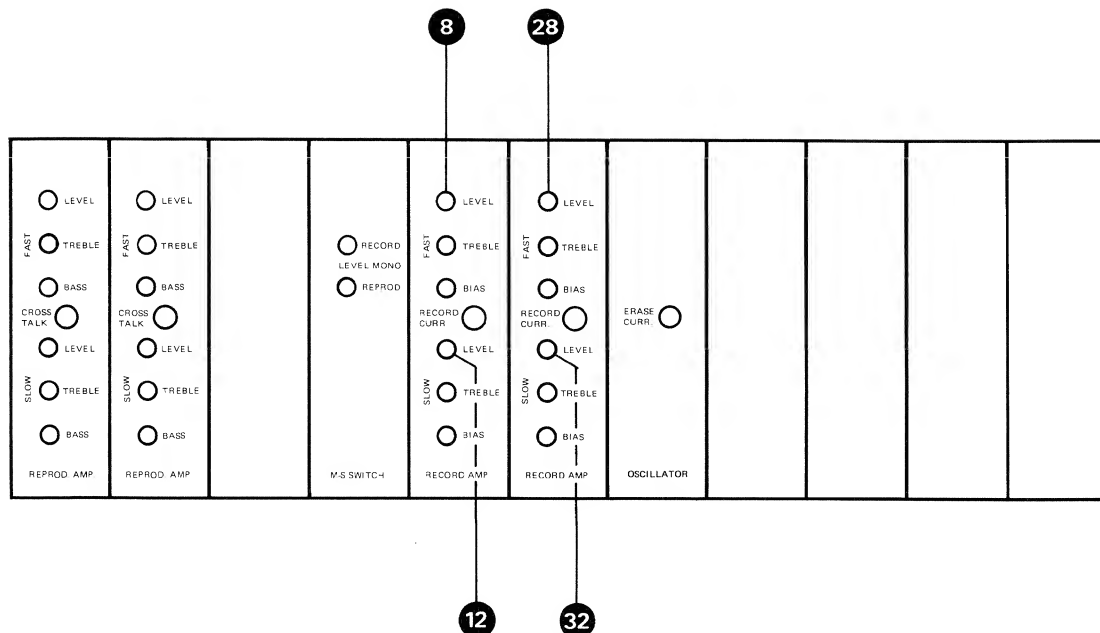 8
28
LEVEL
FAST
TREBLE
BASS
CROSS
TALK
LEVEL
SLOW
TREBLE
BASS
REPROD. AMP
LEVEL
FAST
TREBLE
BASS
CROSS
TALK
LEVEL
SLOW
TREBLE
BASS
REPROD. AMP
RECORD
LEVEL MONO
REPROD
M-S SWITCH
LEVEL
FAST
TREBLE
BIAS
RECORD
CURR
LEVEL
SLOW
TREBLE
BIAS
RECORD AMP
LEVEL
FAST
TREBLE
BIAS
RECORD
CURR.
LEVEL
SLOW
TREBLE
BIAS
RECORD AMP
ERASE
CURR.
OSCILLATOR
12
32